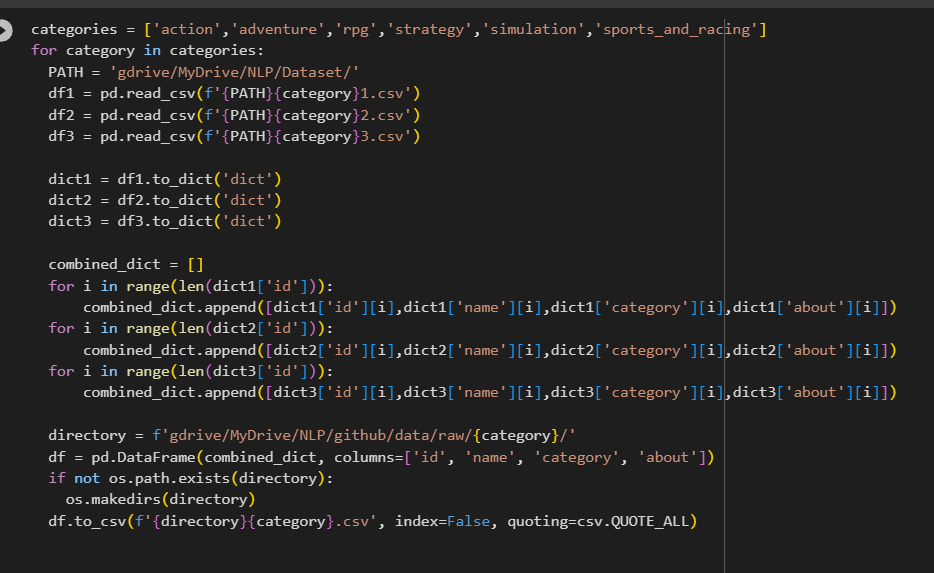 categories = ['action','adventure','rpg','strategy','simulation','sports_and_racing']
for category in categories:
  PATH = 'gdrive/MyDrive/NLP/Dataset/'
  df1 = pd.read_csv(f'{PATH}{category}1.csv')
  df2 = pd.read_csv(f'{PATH}{category}2.csv')
  df3 = pd.read_csv(f'{PATH}{category}3.csv')

  dict1 = df1.to_dict('dict')
  dict2 = df2.to_dict('dict')
  dict3 = df3.to_dict('dict')

  combined_dict = []
  for i in range(len(dict1['id'])):
      combined_dict.append([dict1['id'][i],dict1['name'][i],dict1['category'][i],dict1['about'][i]])
  for i in range(len(dict2['id'])):
      combined_dict.append([dict2['id'][i],dict2['name'][i],dict2['category'][i],dict2['about'][i]])
  for i in range(len(dict3['id'])):
      combined_dict.append([dict3['id'][i],dict3['name'][i],dict3['category'][i],dict3['about'][i]])

  directory = f'gdrive/MyDrive/NLP/github/data/raw/{category}/'
  df = pd.DataFrame(combined_dict, columns=['id', 'name', 'category', 'about'])
  if not os.path.exists(directory):
    os.makedirs(directory)
  df.to_csv(f'{directory}{category}.csv', index=False, quoting=csv.QUOTE_ALL)